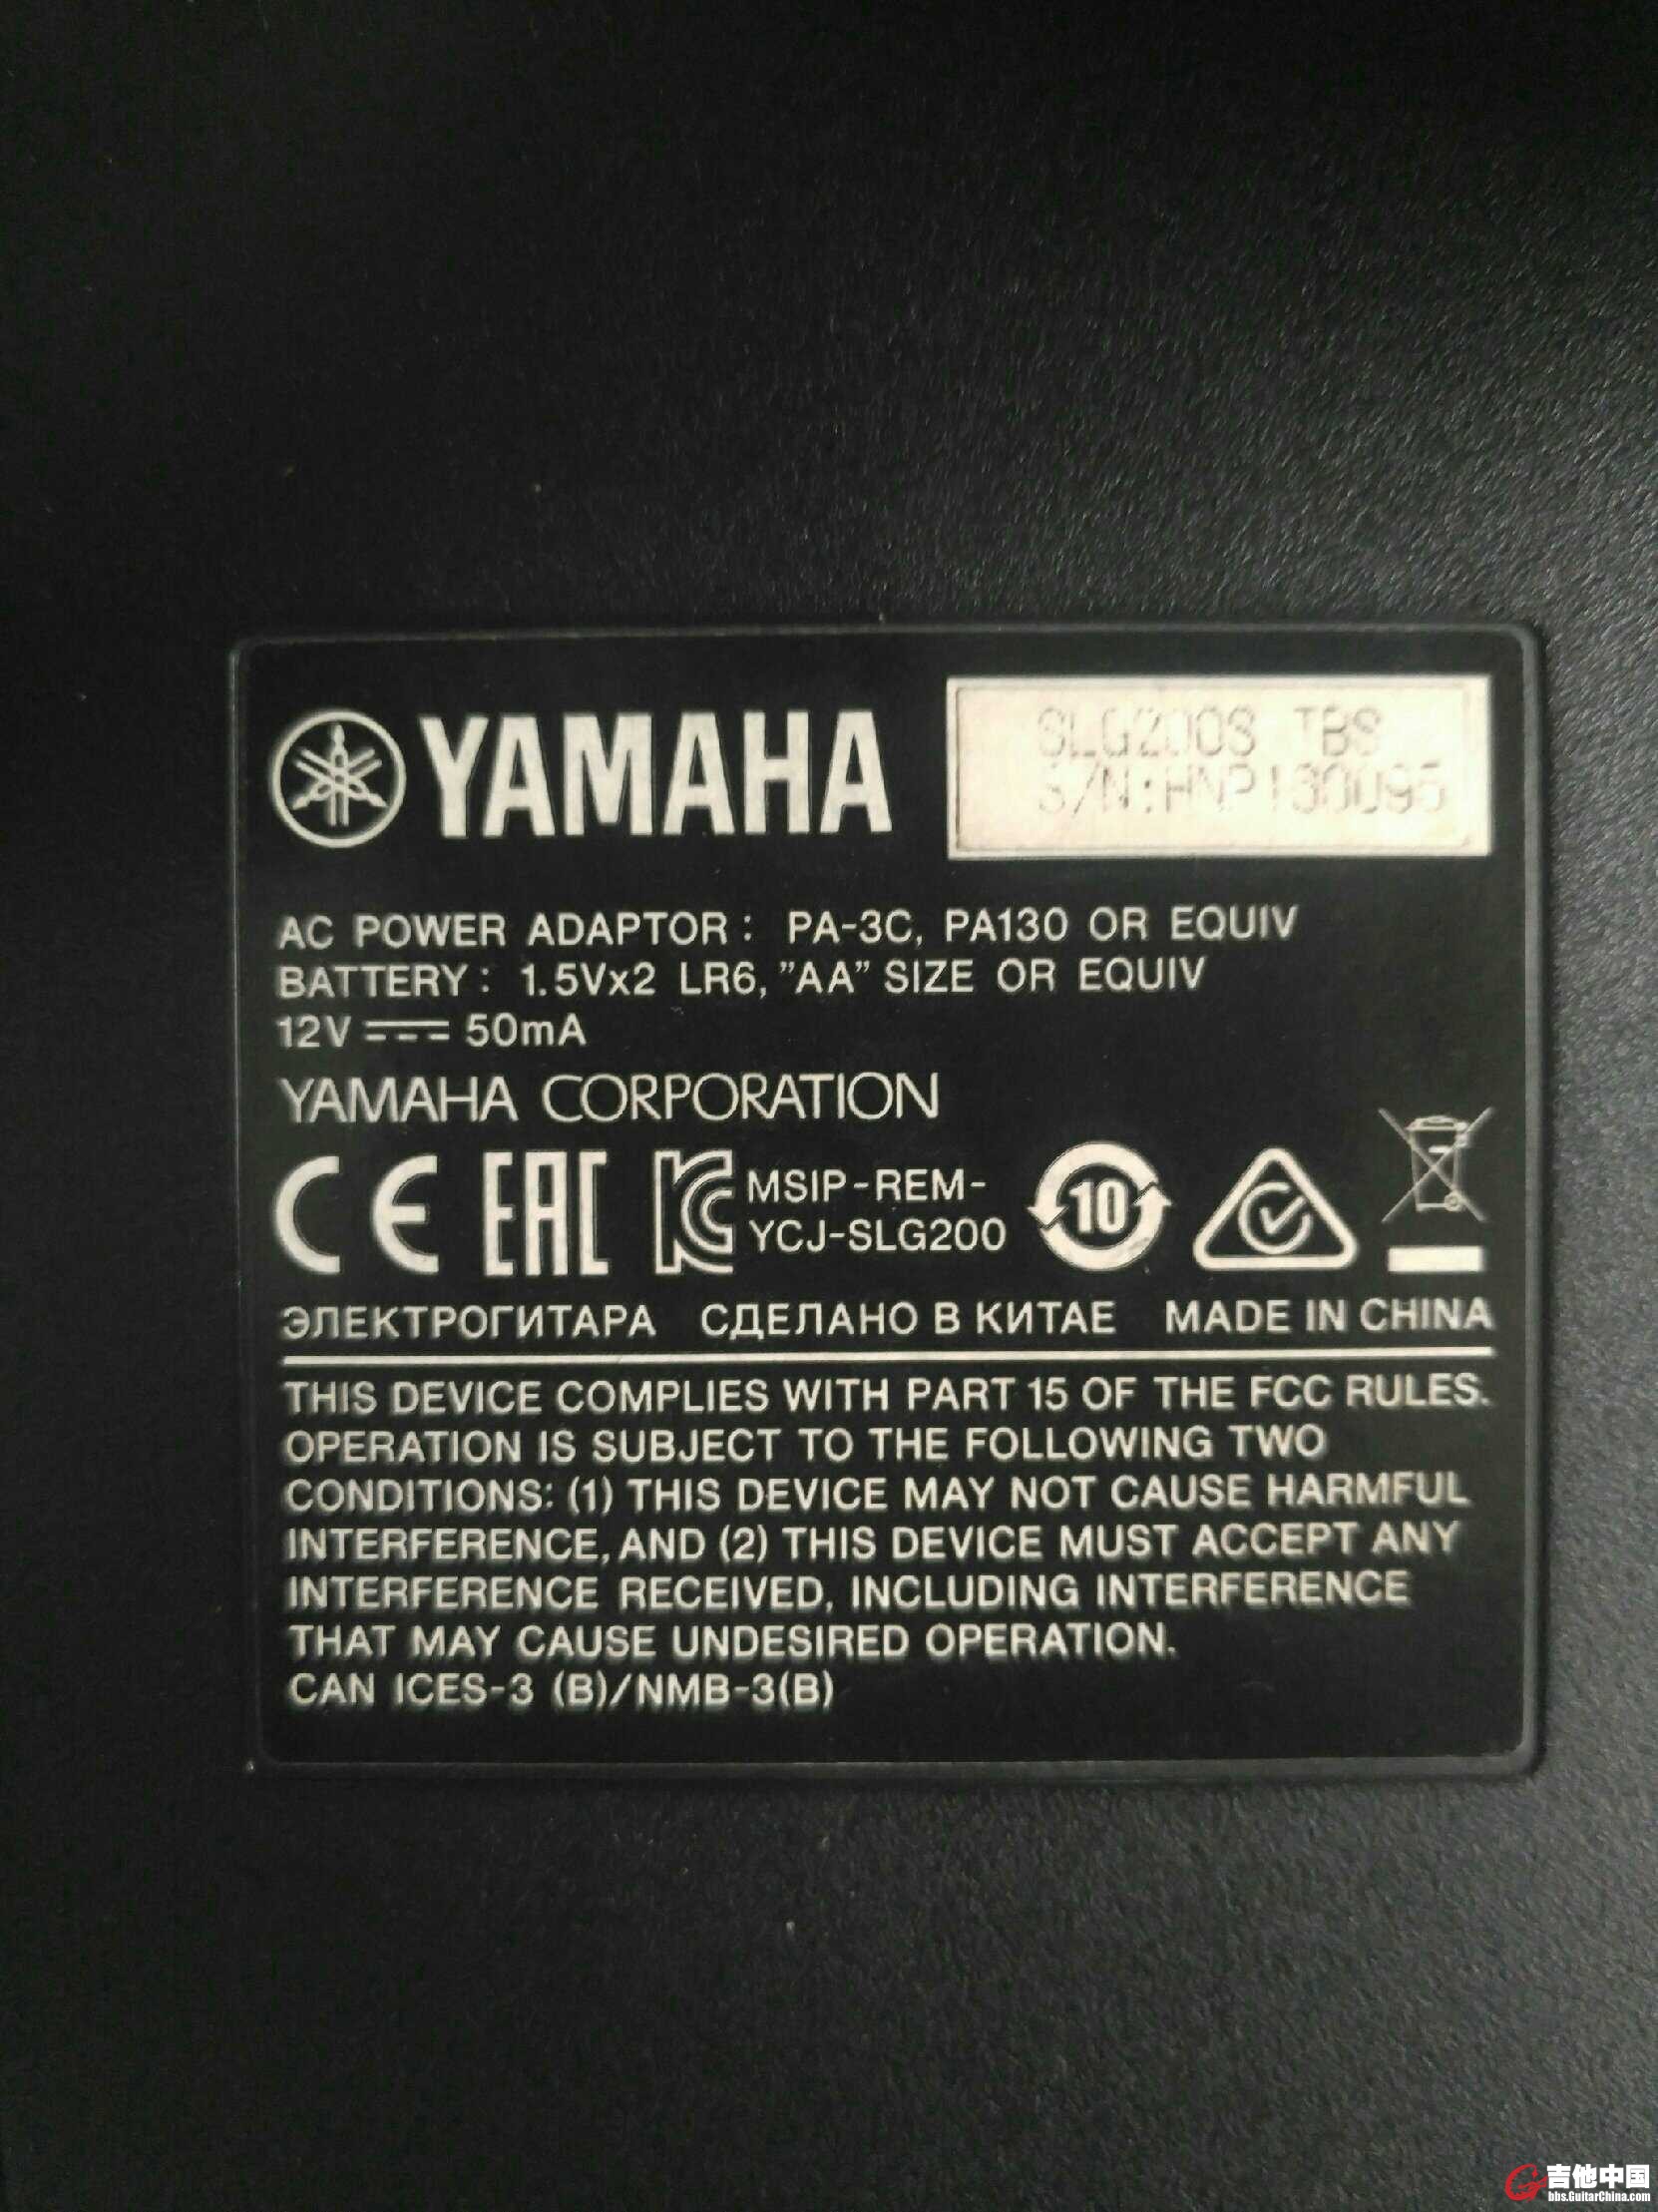 YAMAHA
SLG200S TBS
S/N:HNP130095
AC POWER ADAPTOR : PA-3C, PA130 OR EQUIV
BATTERY : 1.5Vx2 LR6, "AA" SIZE OR EQUIV
12V 50mA
YAMAHA CORPORATION
CE EAC KC MSIP-REM-
YCJ-SLG200
10
ЭЛЕКТРОГИТАРА СДЕЛАНО В КИТАЕ MADE IN CHINA
THIS DEVICE COMPLIES WITH PART 15 OF THE FCC RULES.
OPERATION IS SUBJECT TO THE FOLLOWING TWO
CONDITIONS: (1) THIS DEVICE MAY NOT CAUSE HARMFUL
INTERFERENCE, AND (2) THIS DEVICE MUST ACCEPT ANY
INTERFERENCE RECEIVED, INCLUDING INTERFERENCE
THAT MAY CAUSE UNDESIRED OPERATION.
CAN ICES-3 (B)/NMB-3(B)
吉他中国
bbs.GuitarChina.com